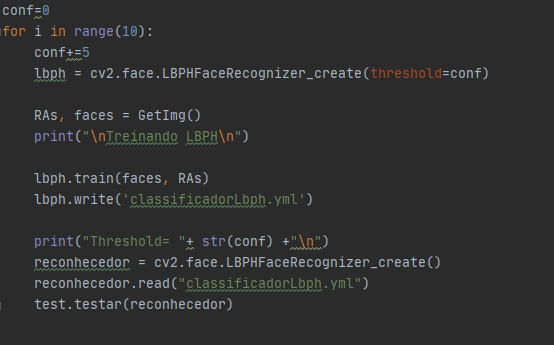 conf=0
for i in range(10):
    conf+=5
    lbph = cv2.face.LBPHFaceRecognizer_create(threshold=conf)
    RAs, faces = GetImg()
    print("\nTreinando LBPH\n")
    lbph.train(faces, RAs)
    lbph.write('classificadorLbph.yml')
    print("Threshold= "+ str(conf) +"\n")
    reconhecedor = cv2.face.LBPHFaceRecognizer_create()
    reconhecedor.read("classificadorLbph.yml")
    test.testar(reconhecedor)